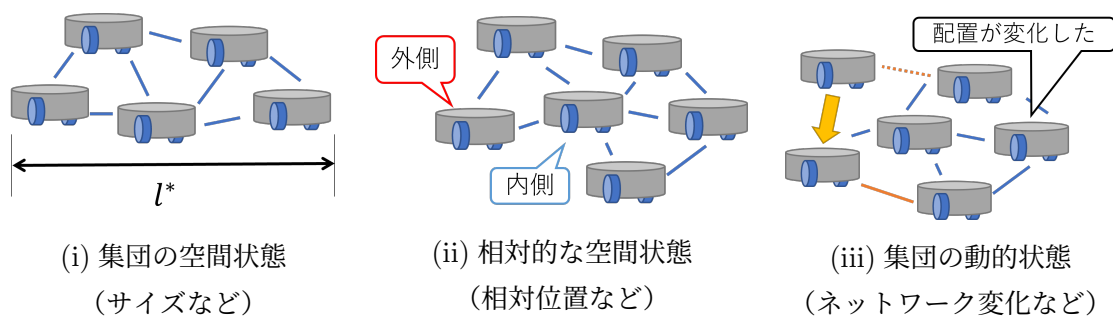 外側
内側
配置が変化した
l*
(i) 集団の空間状態
（サイズなど）
(ii) 相対的な空間状態
（相対位置など）
(iii) 集団の動的状態
（ネットワーク変化など）